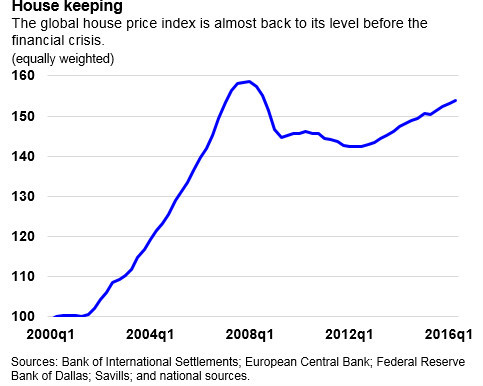 House keeping
The global house price index is almost back to its level before the
financial crisis.
(equally weighted)
160
150
140
130
120
110
100
2000q1 2004q1 2008q1 2012q1 2016q1
Sources: Bank of International Settlements; European Central Bank; Federal Reserve
Bank of Dallas; Savills; and national sources.